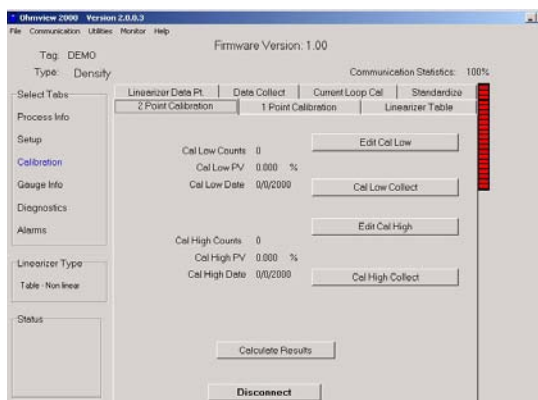 Ohmview 2000 Version 2.0.0.3
File Communication Utilities Monitor Help
Firmware Version: 1.00
Tag: DEMO
Type: Density
Communication Statistics: 100%
Select Tabs
Process Info
Setup
Calibration
Gauge Info
Diagnostics
Alarms
Linearizer Type
Table - Non linear
Status
Linearizer Data Pt. Data Collect Current Loop Cal Standardize
2 Point Calibration 1 Point Calibration Linearizer Table
Edit Cal Low
Cal Low Counts 0
Cal Low PV 0.000 %
Cal Low Date 0/0/2000
Cal Low Collect
Edit Cal High
Cal High Counts 0
Cal High PV 0.000 %
Cal High Date 0/0/2000
Cal High Collect
Calculate Results
Disconnect